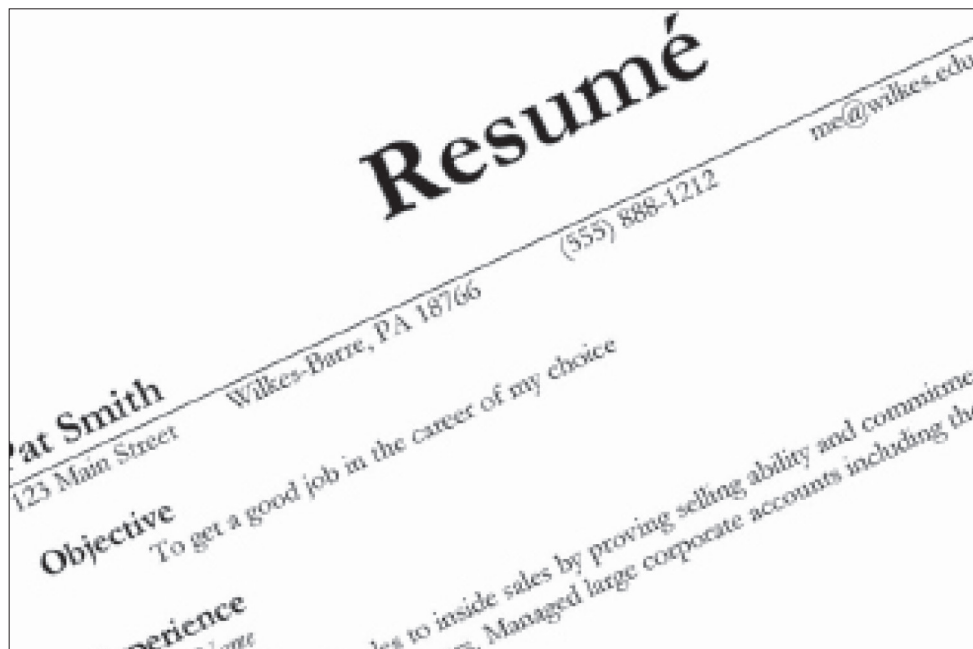 Resumé
Pat Smith
123 Main Street Wilkes-Barre, PA 18766 (555) 888-1212 me@wilkes.edu
Objective
To get a good job in the career of my choice
to inside sales by proving selling ability and
Managed large corporate accounts including